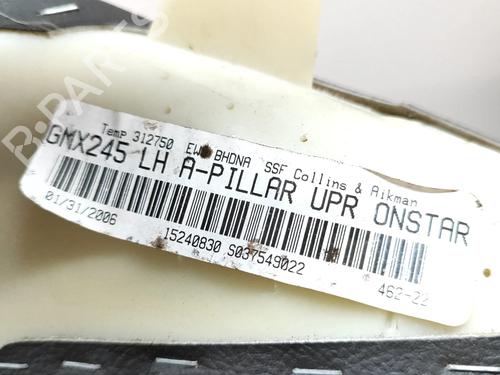 Temp 312750 EW BHDNA SSF Collins & Aikman
GMX245 LH A-PILLAR UPR ONSTAR
01/31/2006
15240830 S037549022
462-22
B-PARTS